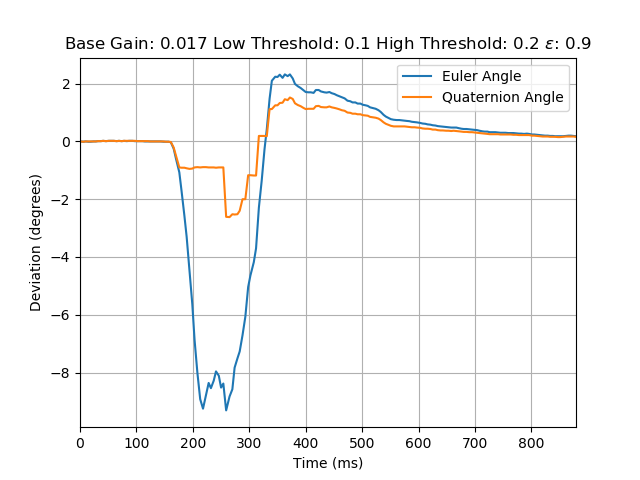 Base Gain: 0.017 Low Threshold: 0.1 High Threshold: 0.2 ε: 0.9
Euler Angle
Quaternion Angle
Deviation (degrees)
2
0
−2
−4
−6
−8
0 100 200 300 400 500 600 700 800
Time (ms)